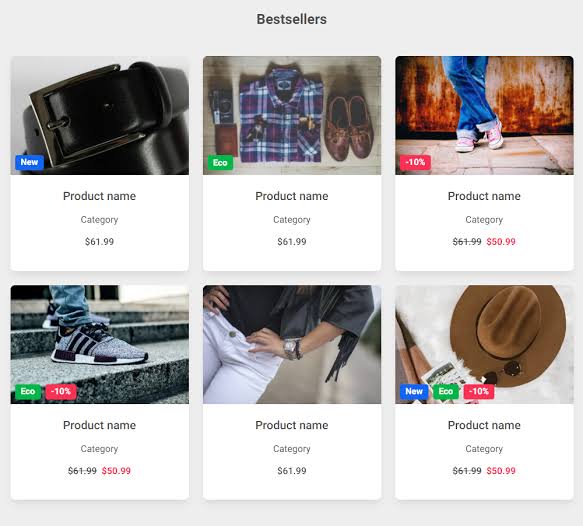 Bestsellers
New
Product name
Category
$61.99
Eco
Product name
Category
$61.99
-10%
Product name
Category
$61.99 $50.99
Eco -10%
Product name
Category
$61.99 $50.99
Product name
Category
$61.99
New Eco -10%
Product name
Category
$61.99 $50.99